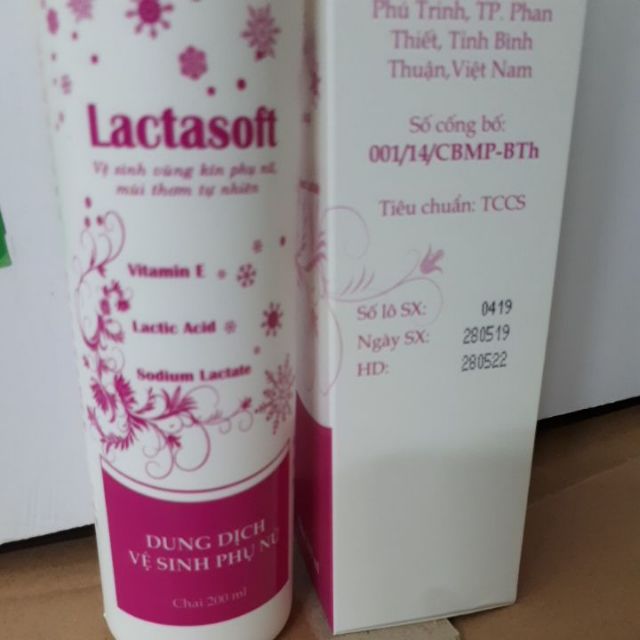 Lactasoft
Vệ sinh vùng kín phụ nữ,
mùi thơm tự nhiên
Vitamin E
Lactic Acid
Sodium Lactate
DUNG DỊCH
VỆ SINH PHỤ NỮ
Chai 200 ml
Phú Trinh, TP. Phan
Thiết, Tỉnh Bình
Thuận,Việt Nam
Số công bố:
001/14/CBMP-BTh
Tiêu chuẩn: TCCS
Số lô SX: 0419
Ngày SX: 280519
HD: 280522